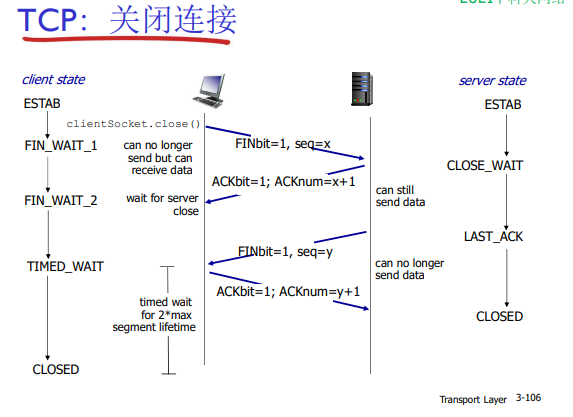 TCP: 关闭连接
client state
server state
ESTAB
ESTAB
clientSocket.close()
FIN_WAIT_1
can no longer
send but can
receive data
FINbit=1, seq=x
CLOSE_WAIT
ACKbit=1; ACKnum=x+1
can still
send data
FIN_WAIT_2
wait for server
close
LAST_ACK
FINbit=1, seq=y
can no longer
send data
TIMED_WAIT
ACKbit=1; ACKnum=y+1
timed wait
for 2*max
segment lifetime
CLOSED
CLOSED
Transport Layer 3-106